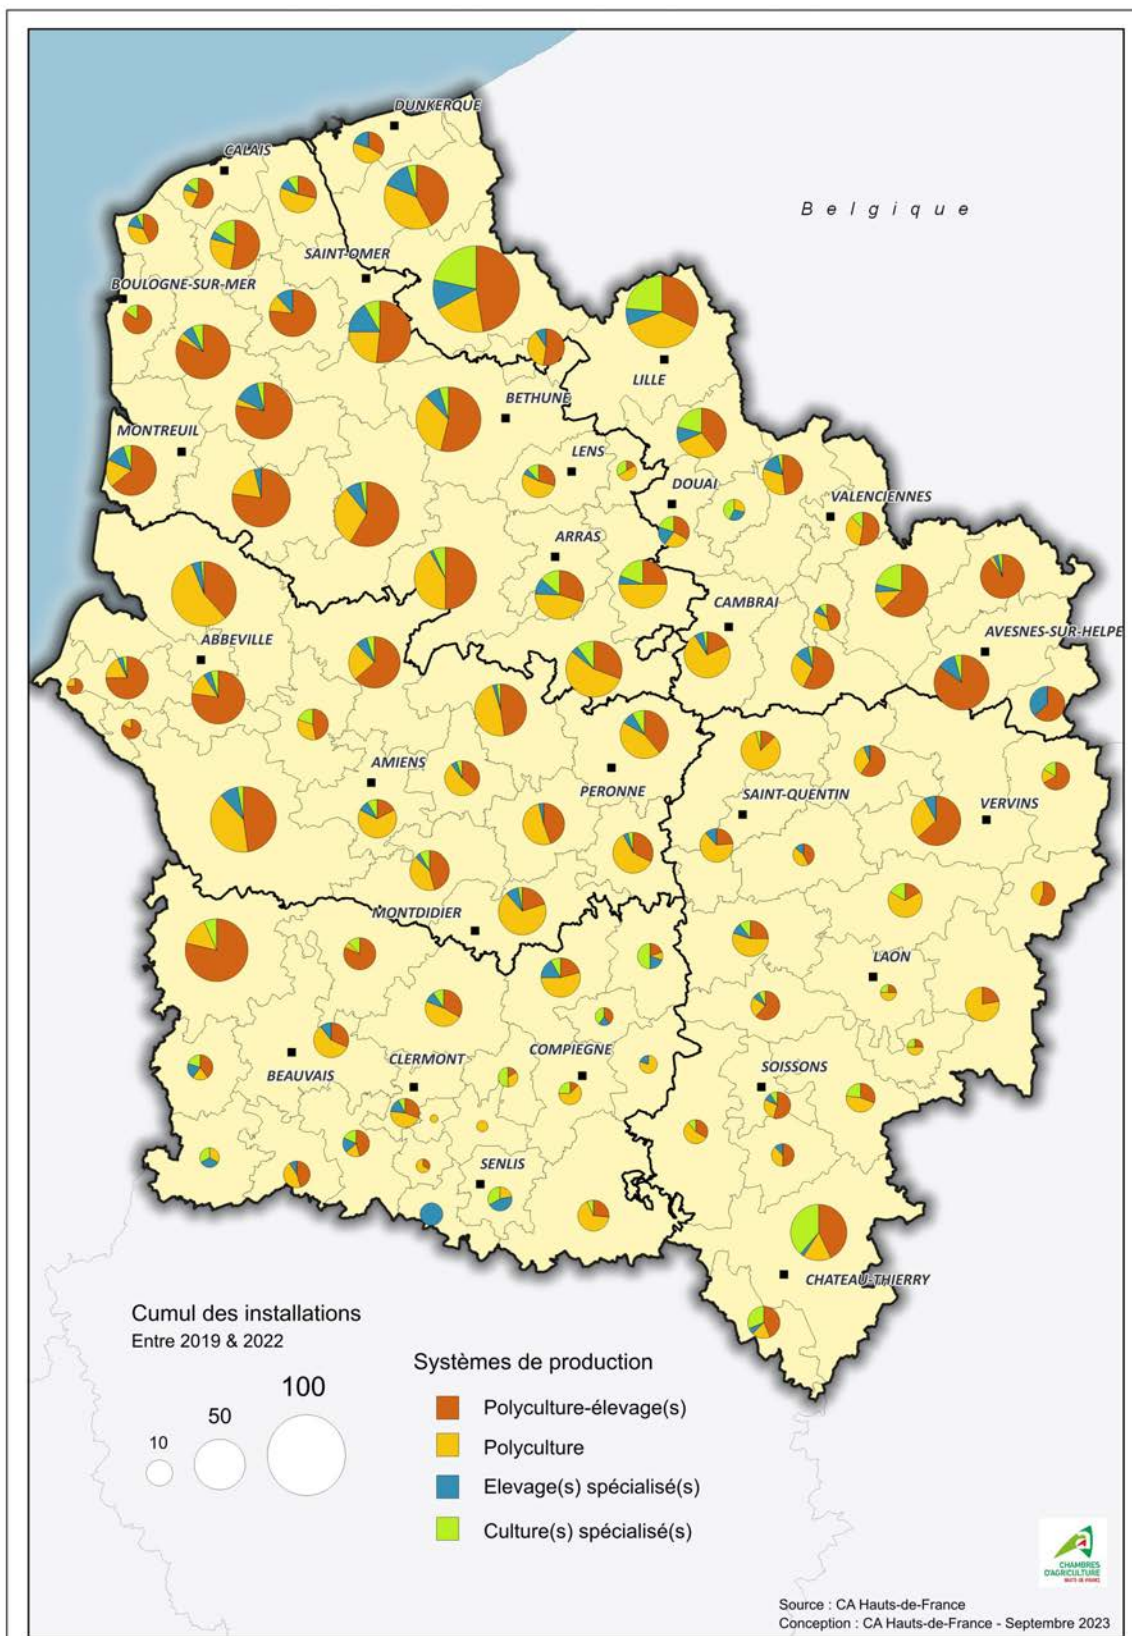 DUNKERQUE
CALAIS
Belgique
SAINT-OMER
BOULOGNE-SUR-MER
LILLE
BETHUNE
MONTREUIL
LENS
DOUAI
VALENCIENNES
ARRAS
CAMBRAI
AVESNES-SUR-HELPE
ABBEVILLE
AMIENS
PERONNE
SAINT-QUENTIN
VERVINS
MONTDIDIER
LAON
COMPIEGNE
CLERMONT
SOISSONS
BEAUVAIS
SENLIS
CHATEAU-THIERRY
Cumul des installations
Entre 2019 & 2022
100
50
10
Systèmes de production
Polyculture-élevage(s)
Polyculture
Elevage(s) spécialisé(s)
Culture(s) spécialisé(s)
CHAMBRES
D'AGRICULTURE
HAUTS-DE-FRANCE
Source : CA Hauts-de-France
Conception : CA Hauts-de-France - Septembre 2023